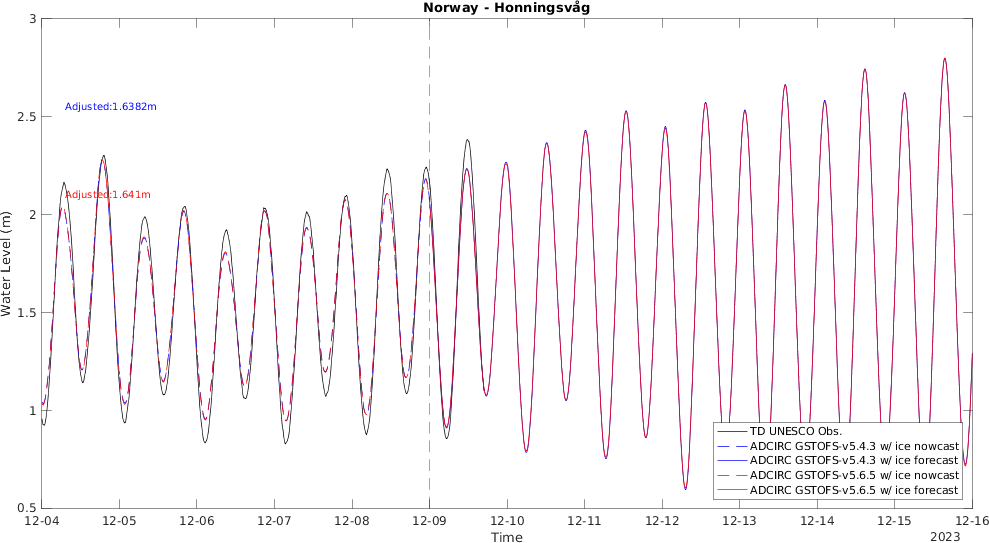 Norway - Honningsvåg
3
2.5
2
1.5
1
0.5
Water Level (m)
Adjusted:1.6382m
Adjusted:1.641m
TD UNESCO Obs.
ADCIRC GSTOFS-v5.4.3 w/ ice nowcast
ADCIRC GSTOFS-v5.4.3 w/ ice forecast
ADCIRC GSTOFS-v5.6.5 w/ ice nowcast
ADCIRC GSTOFS-v5.6.5 w/ ice forecast
12-04 12-05 12-06 12-07 12-08 12-09 12-10 12-11 12-12 12-13 12-14 12-15 12-16
Time
2023